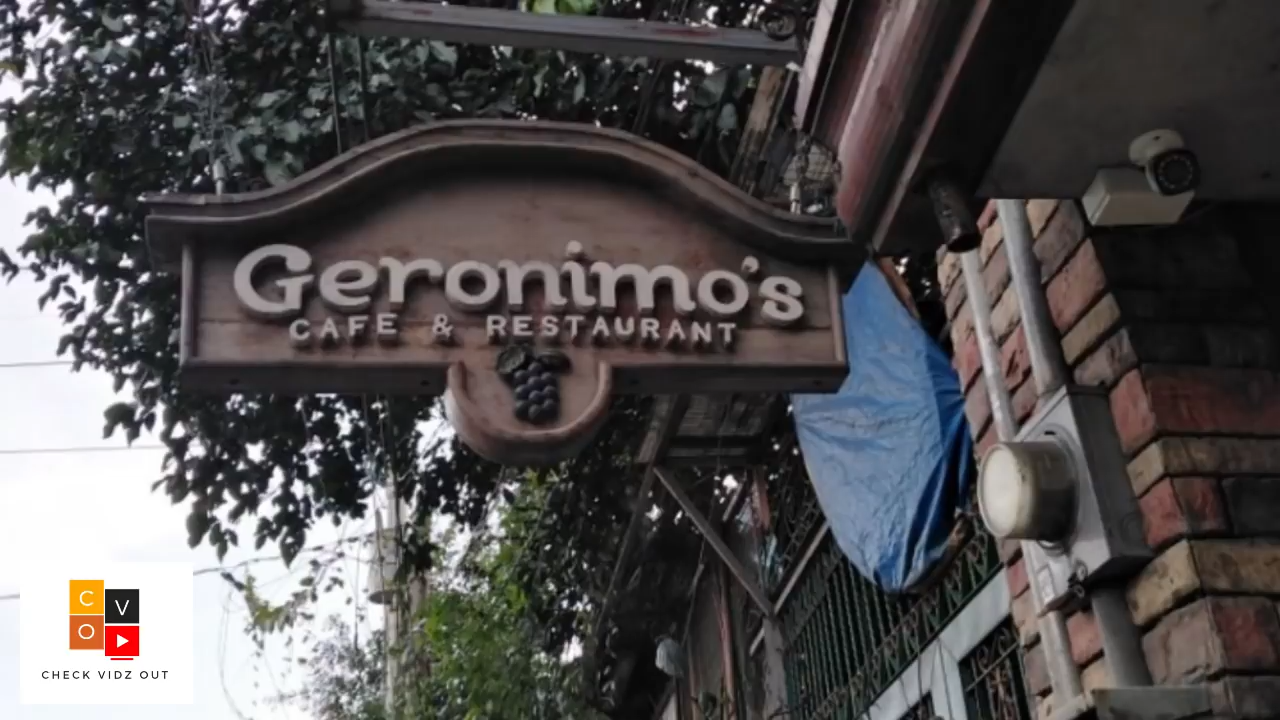 Geronimo's
CAFE & RESTAURANT
C
V
O
CHECK VIDZ OUT